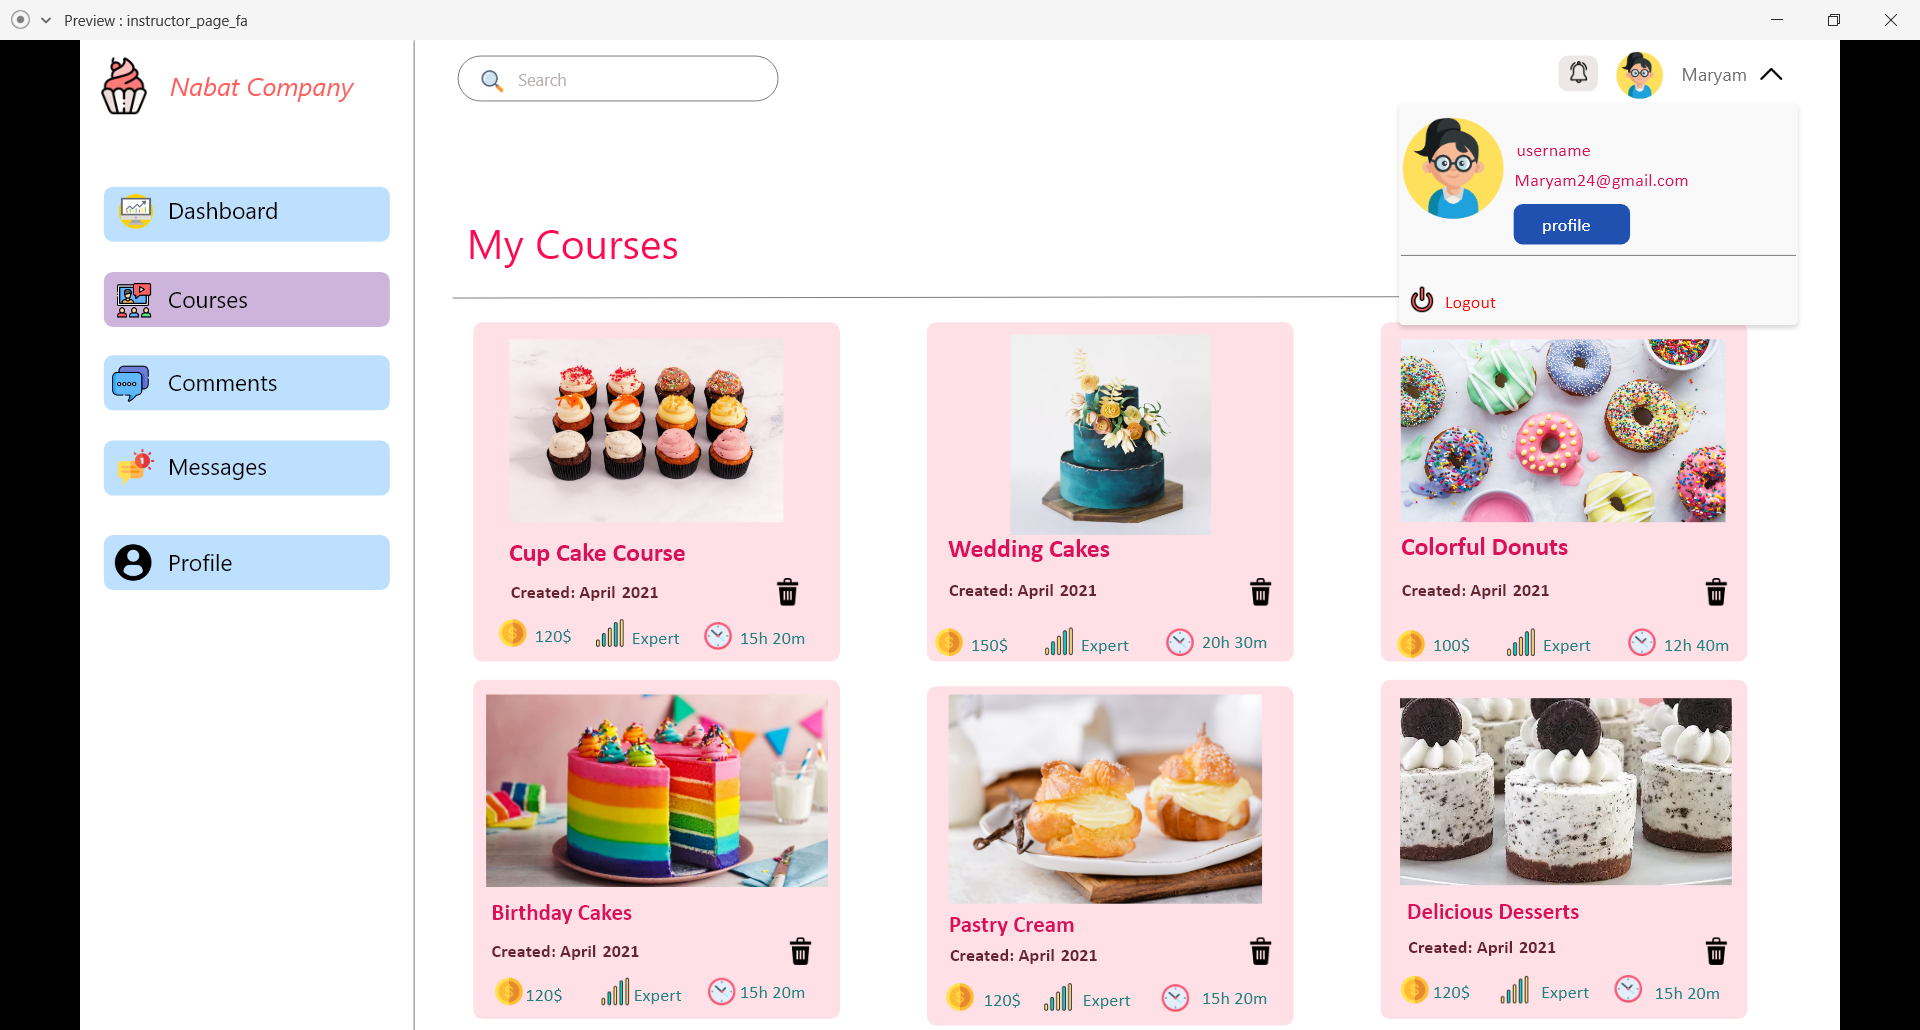 Preview : instructor_page_fa
Nabat Company
Search
Maryam
username
Maryam24@gmail.com
profile
Logout
Dashboard
Courses
Comments
Messages
Profile
My Courses
Cup Cake Course
Created: April 2021
120$ Expert 15h 20m
Wedding Cakes
Created: April 2021
150$ Expert 20h 30m
Colorful Donuts
Created: April 2021
100$ Expert 12h 40m
Birthday Cakes
Created: April 2021
120$ Expert 15h 20m
Pastry Cream
Created: April 2021
120$ Expert 15h 20m
Delicious Desserts
Created: April 2021
120$ Expert 15h 20m